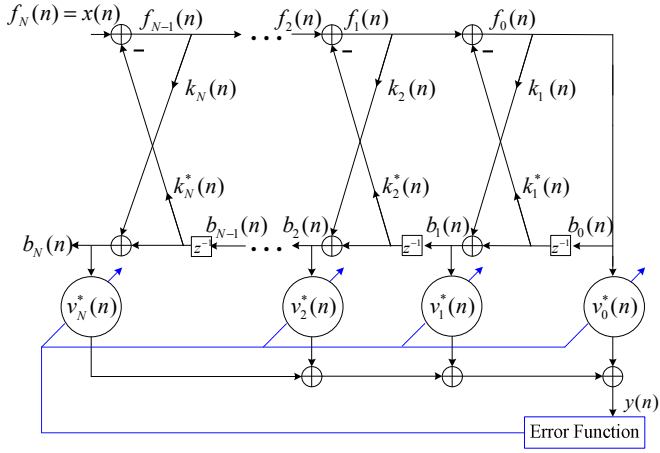 f_N(n) = x(n) f_{N−1}(n) f_2(n) f_1(n) f_0(n)
− − −
k_N(n) k_2(n) k_1(n)
k_N^*(n) k_2^*(n) k_1^*(n)
b_N(n) b_{N−1}(n) b_2(n) b_1(n) b_0(n)
z^{-1} z^{-1} z^{-1}
v_N^*(n) v_2^*(n) v_1^*(n) v_0^*(n)
y(n)
Error Function